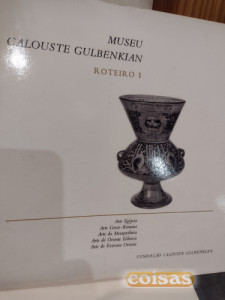 MUSEU
CALOUSTE GULBENKIAN
ROTEIRO I
Arte Egípcia
Arte Greco-Romana
Arte da Mesopotâmia
Arte do Oriente Islâmico
Arte do Extremo Oriente
FUNDAÇÃO CALOUSTE GULBENKIAN
coisas